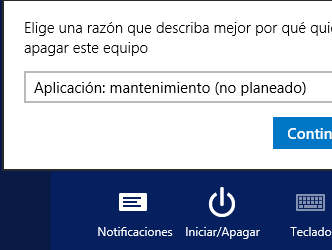 Elige una razón que describa mejor por qué
apagar este equipo
Aplicación: mantenimiento (no planeado)
Contin
Notificaciones
Iniciar/Apagar
Teclado